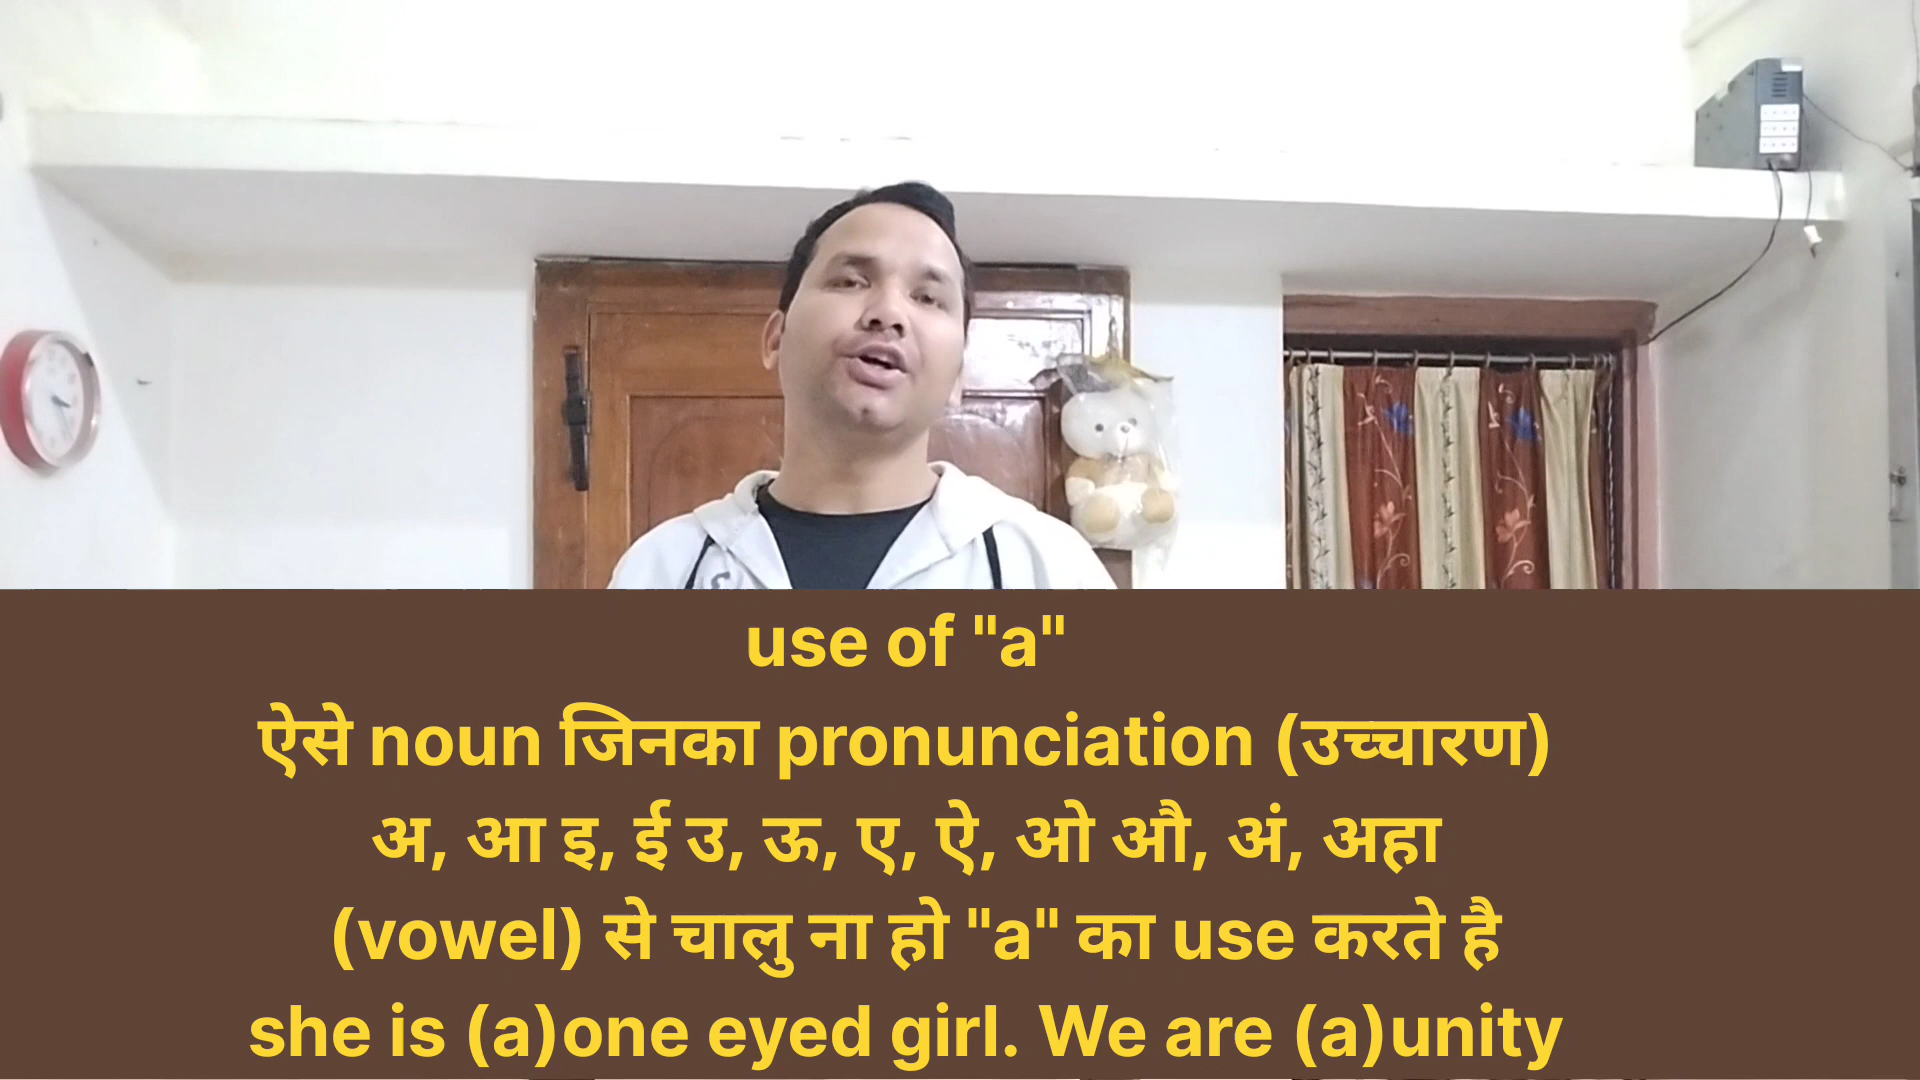 use of "a"
ऐसे noun जिनका pronunciation (उच्चारण)
अ, आ इ, ई उ, ऊ, ए, ऐ, ओ औ, अं, अहा
(vowel) से चालु ना हो "a" का use करते है
she is (a)one eyed girl. We are (a)unity